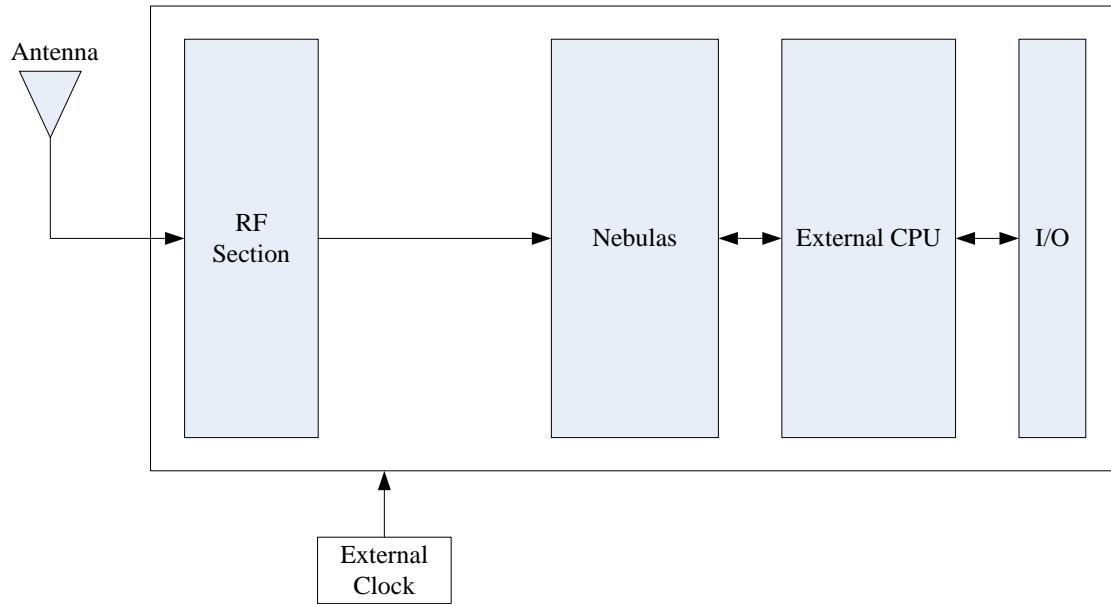 Antenna
RF
Section
Nebulas
External CPU
I/O
External
Clock